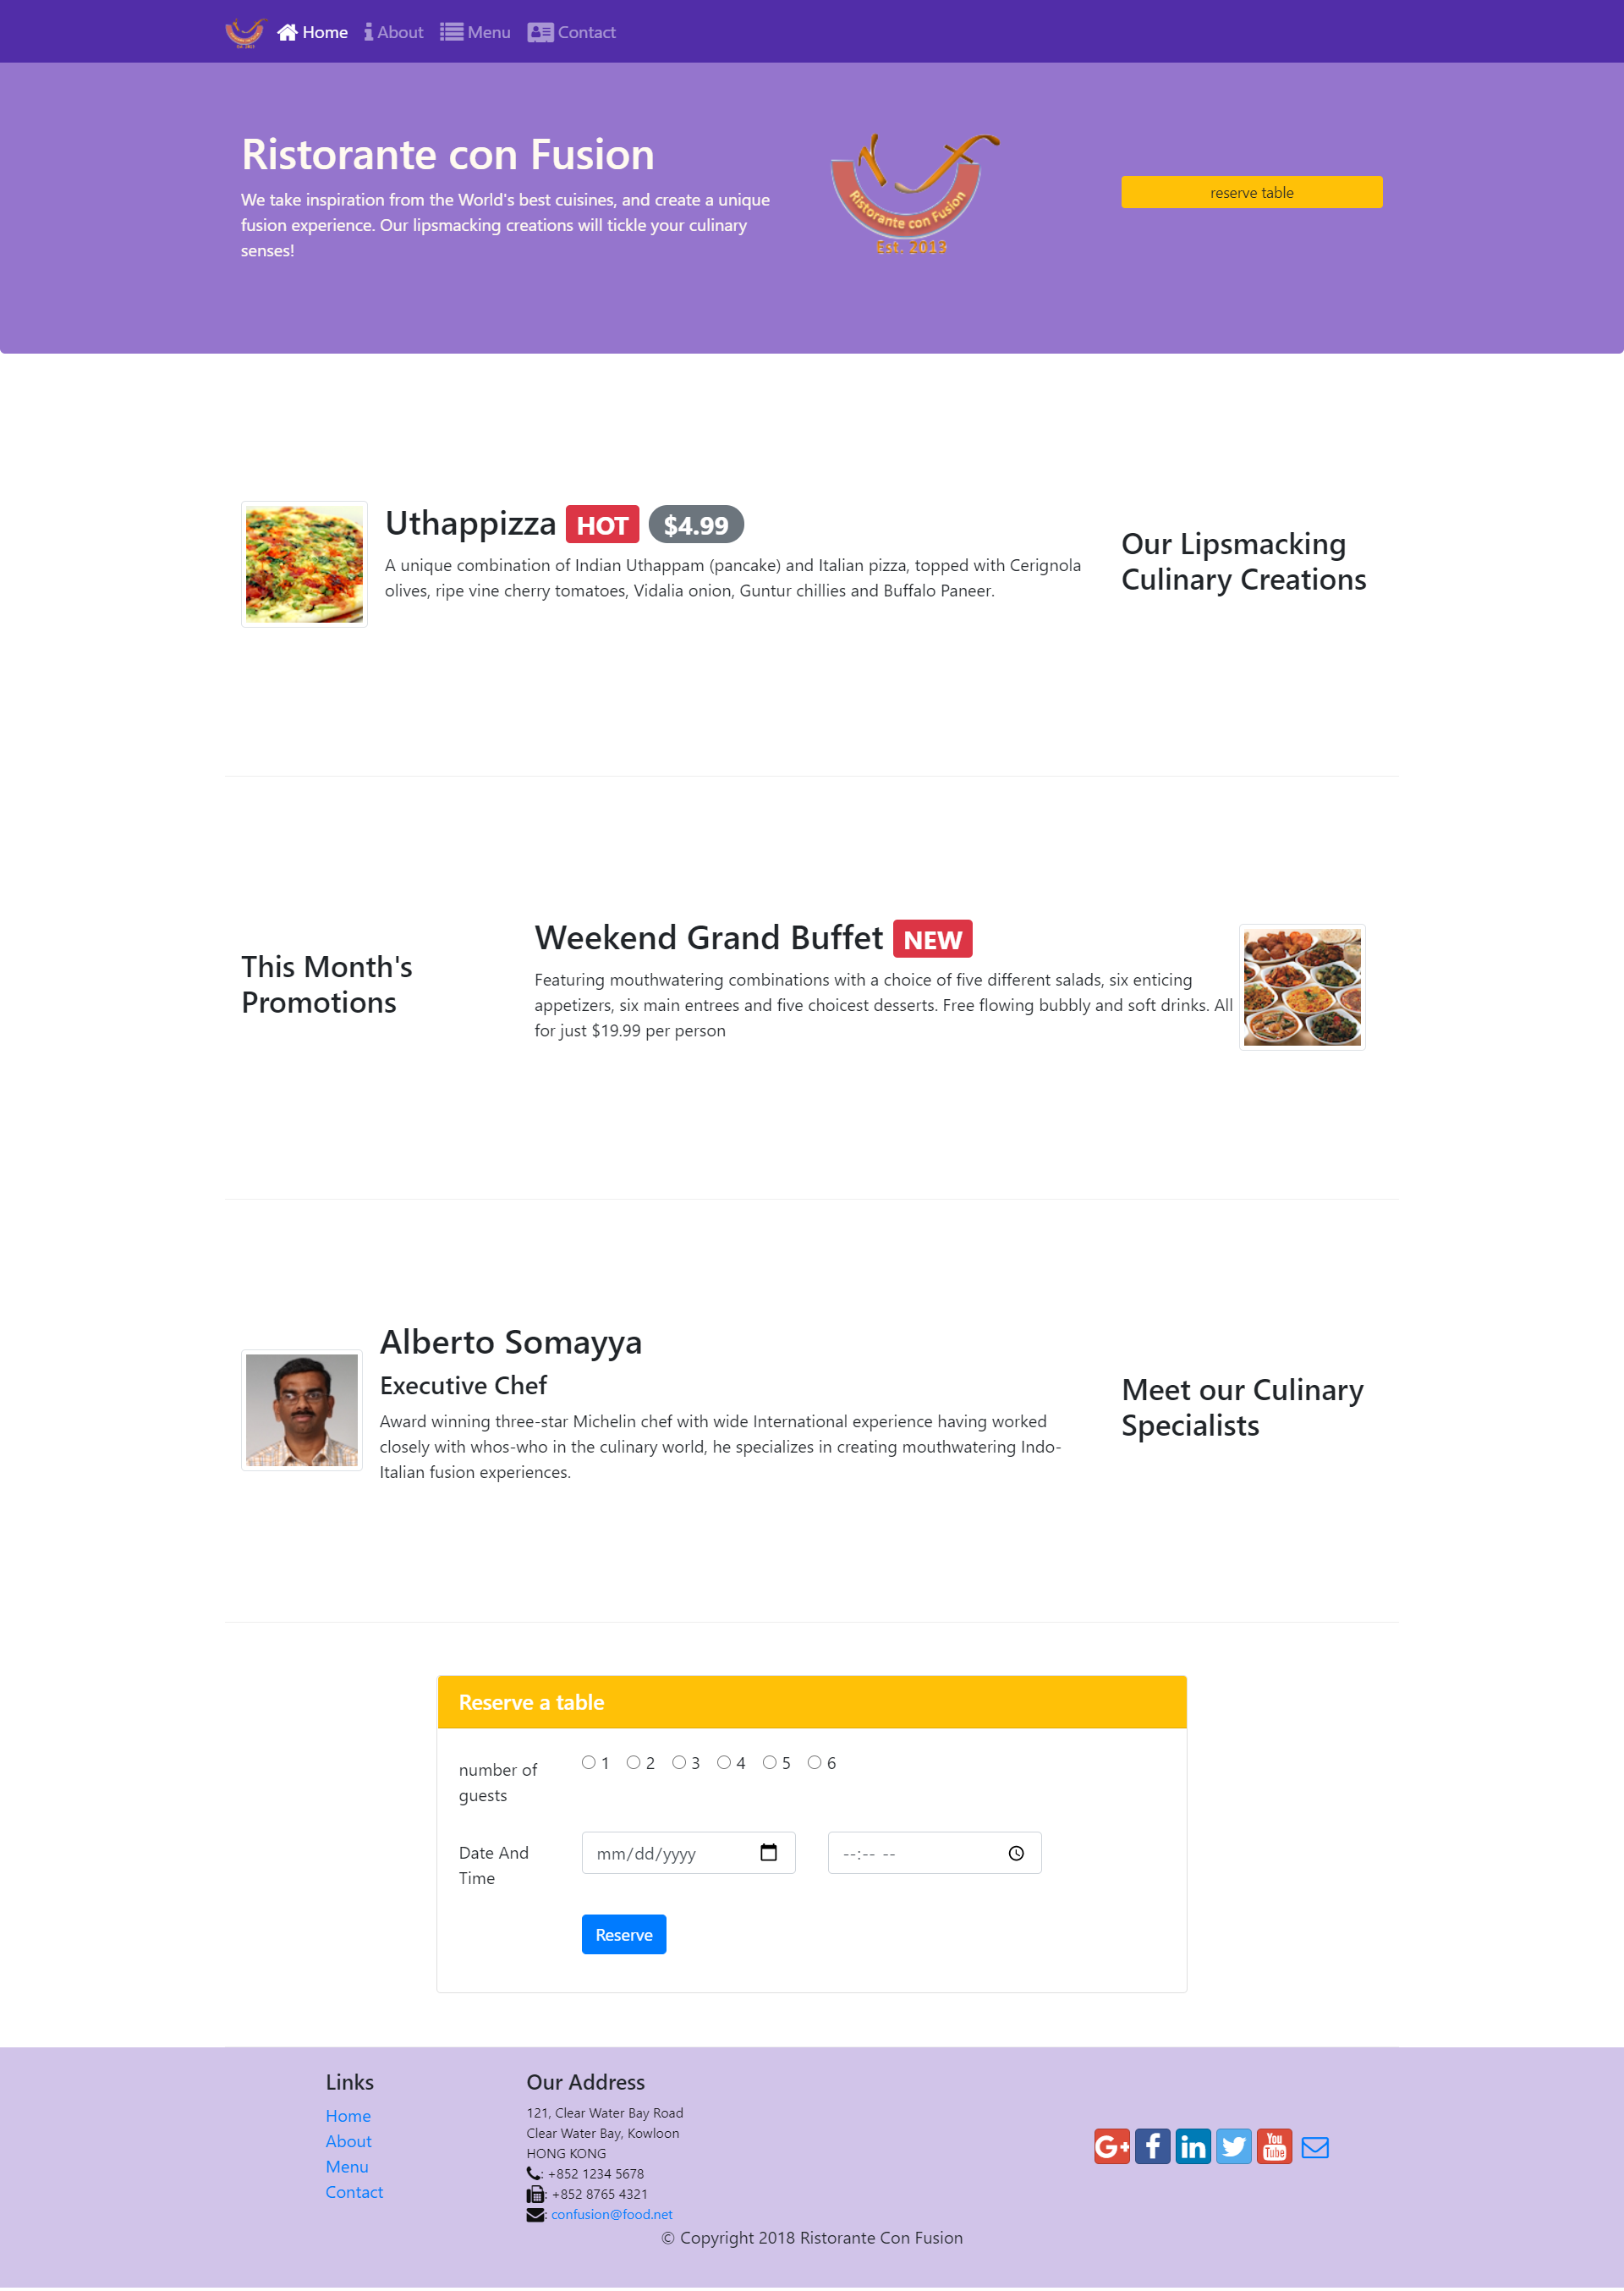 Home About Menu Contact
Ristorante con Fusion
We take inspiration from the World's best cuisines, and create a unique
fusion experience. Our lipsmacking creations will tickle your culinary
senses!
Ristorante con Fusion
Est. 2013
reserve table
Uthappizza HOT $4.99
A unique combination of Indian Uthappam (pancake) and Italian pizza, topped with Cerignola
olives, ripe vine cherry tomatoes, Vidalia onion, Guntur chillies and Buffalo Paneer.
Our Lipsmacking
Culinary Creations
This Month's
Promotions
Weekend Grand Buffet NEW
Featuring mouthwatering combinations with a choice of five different salads, six enticing
appetizers, six main entrees and five choicest desserts. Free flowing bubbly and soft drinks. All
for just $19.99 per person
Alberto Somayya
Executive Chef
Award winning three-star Michelin chef with wide International experience having worked
closely with whos-who in the culinary world, he specializes in creating mouthwatering Indo-
Italian fusion experiences.
Meet our Culinary
Specialists
Reserve a table
number of
guests
1 2 3 4 5 6
Date And
Time
mm/dd/yyyy
--:-- --
Reserve
Links
Home
About
Menu
Contact
Our Address
121, Clear Water Bay Road
Clear Water Bay, Kowloon
HONG KONG
: +852 1234 5678
: +852 8765 4321
: confusion@food.net
G+ f in You Tube
© Copyright 2018 Ristorante Con Fusion